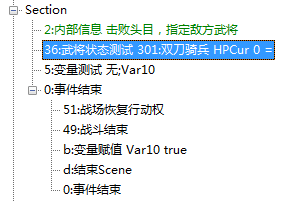 Section
2:内部信息 击败头目，指定敌方武将
36:武将状态测试 301:双刀骑兵 HPCur 0 =
5:变量测试 无;Var10
0:事件结束
51:战场恢复行动权
49:战斗结束
b:变量赋值 Var10 true
d:结束Scene
0:事件结束